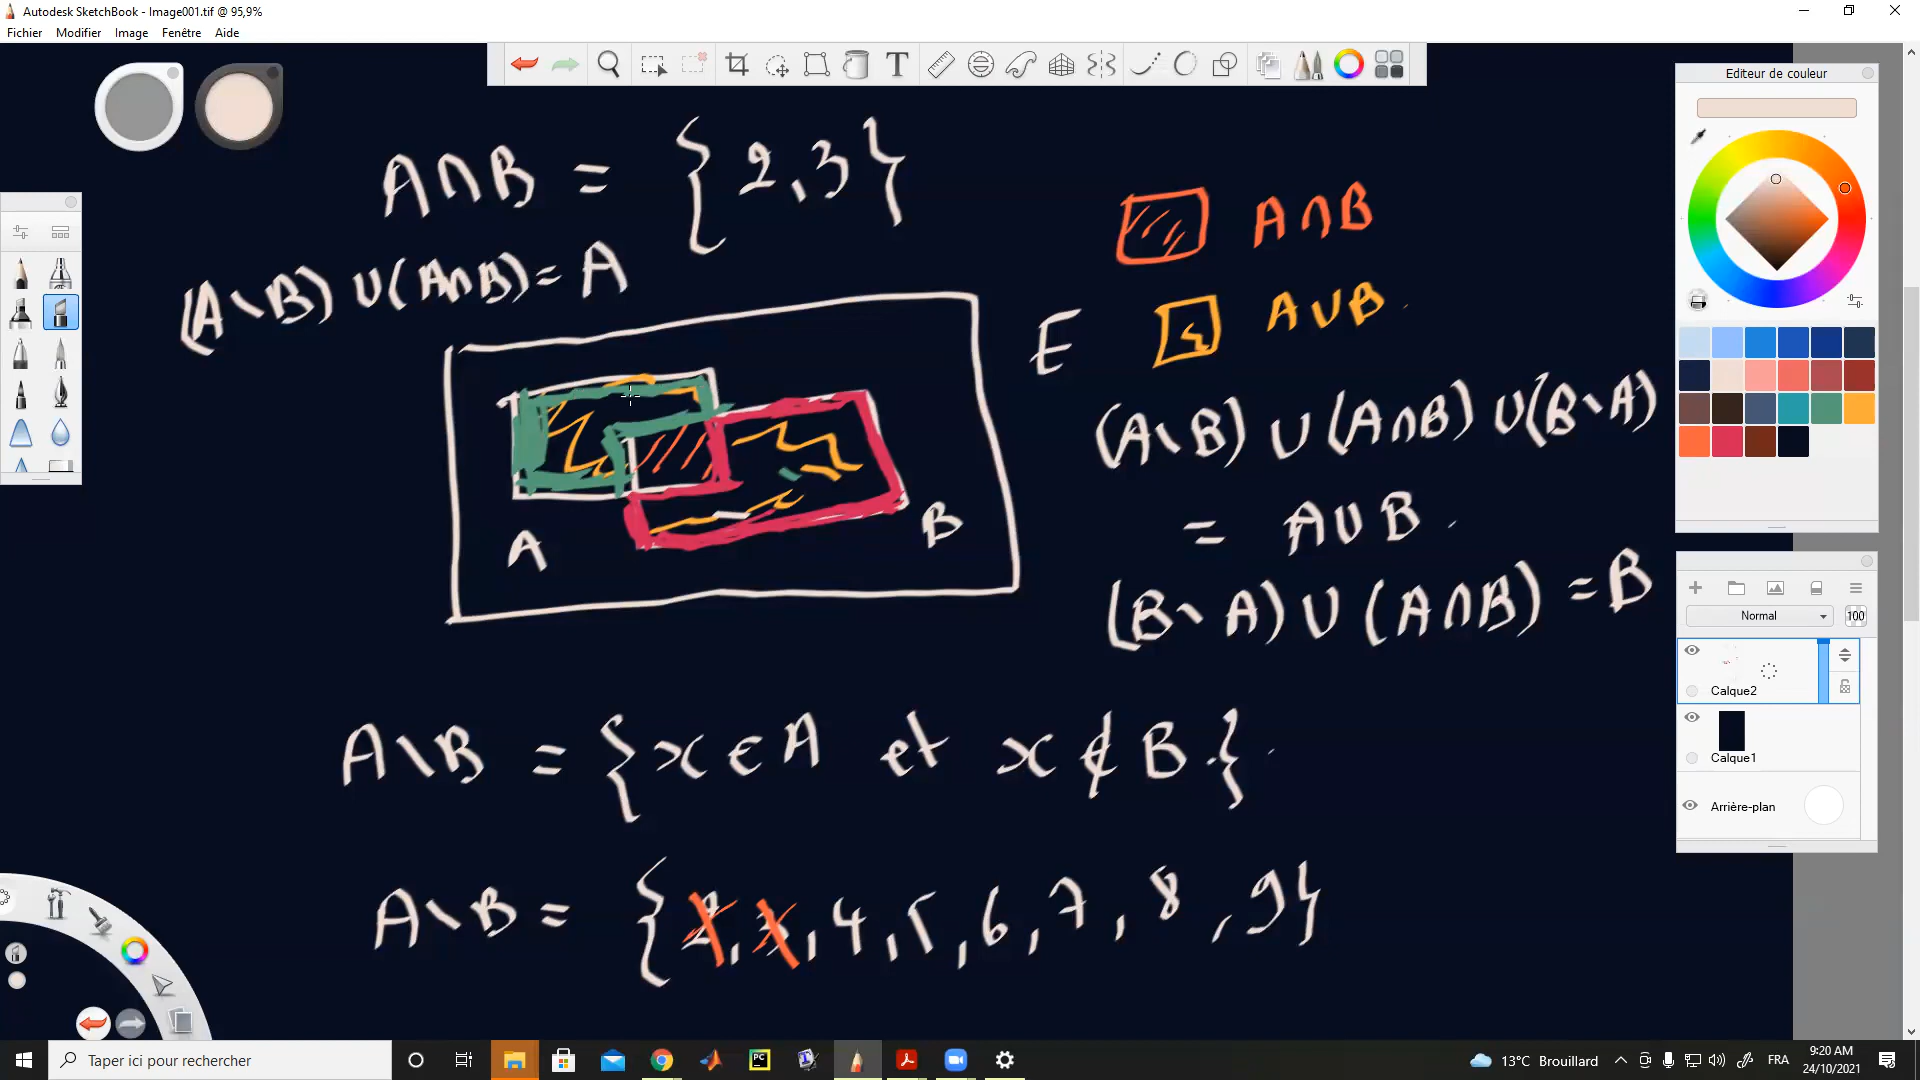 Autodesk SketchBook - Image001.tif @ 95,9%
Fichier Modifier Image Fenêtre Aide
Editeur de couleur
A∩B = {2,3}
(A\B) ∪ (A∩B) = A
A∩B
A∪B
E
(A\B) ∪ (A∩B) ∪ (B\A)
= A∪B.
(B\A) ∪ (A∩B) = B
A
B
A\B = {x∈A et x∉B}.
A\B = {2, 3, 4, 5, 6, 7, 8, 9}
Normal
100
Calque2
Calque1
Arrière-plan
Taper ici pour rechercher
PC
13°C Brouillard
FRA
9:20 AM
24/10/2021